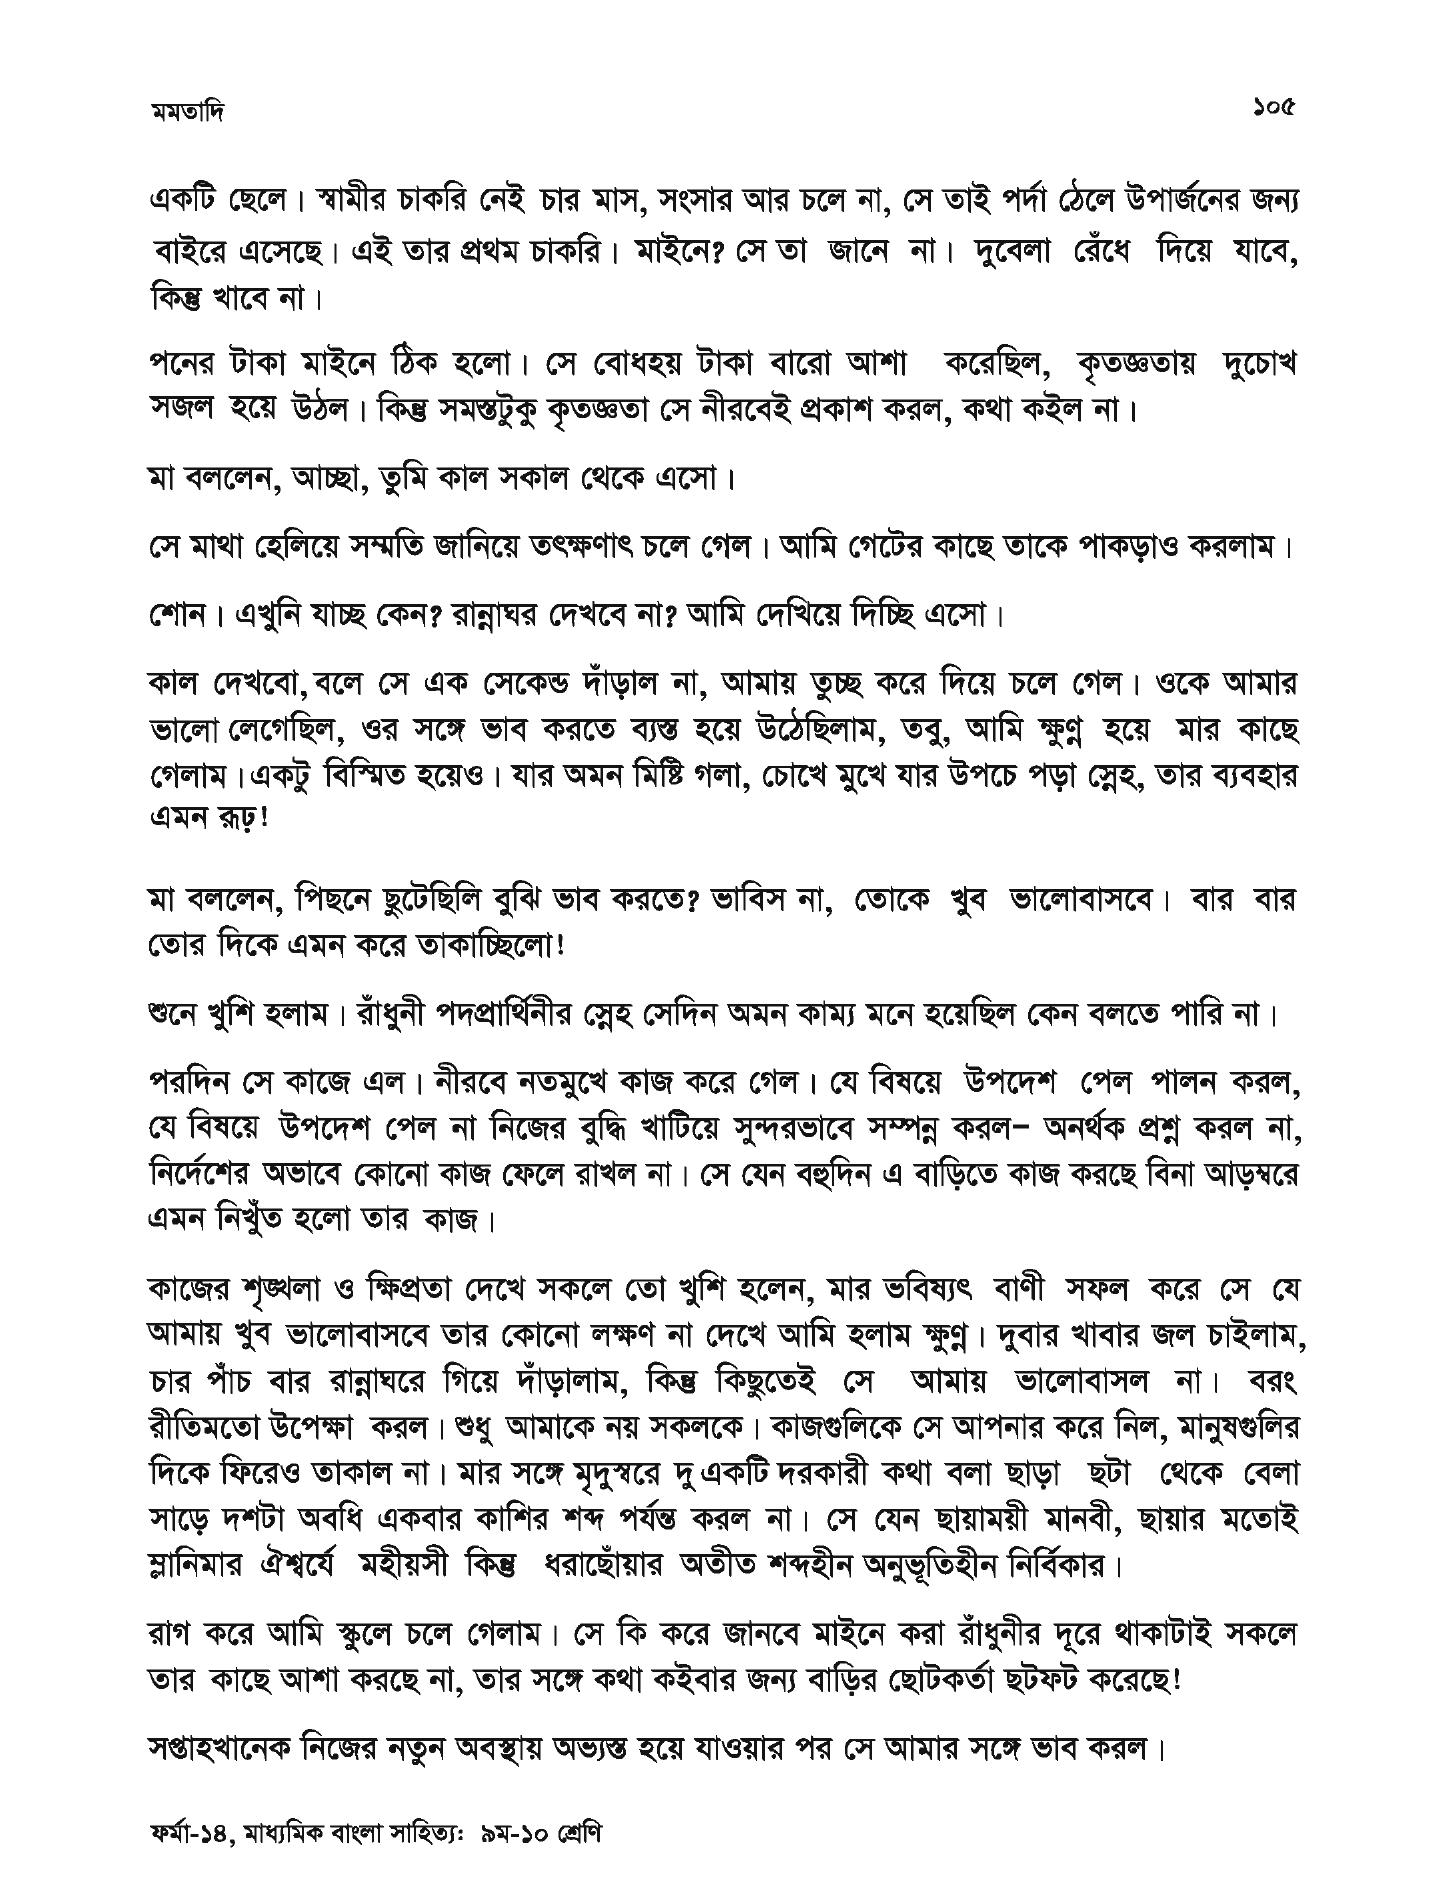 মমতাদি
১০৫
একটি ছেলে। স্বামীর চাকরি নেই চার মাস, সংসার আর চলে না, সে তাই পর্দা ঠেলে উপার্জনের জন্য
বাইরে এসেছে। এই তার প্রথম চাকরি। মাইনে? সে তা জানে না। দুবেলা রেঁধে দিয়ে যাবে,
কিন্তু খাবে না।
পনের টাকা মাইনে ঠিক হলো। সে বোধহয় টাকা বারো আশা করেছিল, কৃতজ্ঞতায় দুচোখ
সজল হয়ে উঠল। কিন্তু সমস্তটুকু কৃতজ্ঞতা সে নীরবেই প্রকাশ করল, কথা কইল না।
মা বললেন, আচ্ছা, তুমি কাল সকাল থেকে এসো।
সে মাথা হেলিয়ে সম্মতি জানিয়ে তৎক্ষণাৎ চলে গেল। আমি গেটের কাছে তাকে পাকড়াও করলাম।
শোন। এখুনি যাচ্ছ কেন? রান্নাঘর দেখবে না? আমি দেখিয়ে দিচ্ছি এসো।
কাল দেখবো, বলে সে এক সেকেন্ড দাঁড়াল না, আমায় তুচ্ছ করে দিয়ে চলে গেল। ওকে আমার
ভালো লেগেছিল, ওর সঙ্গে ভাব করতে ব্যস্ত হয়ে উঠেছিলাম, তবু, আমি ক্ষুণ্ণ হয়ে মার কাছে
গেলাম। একটু বিস্মিত হয়েও। যার অমন মিষ্টি গলা, চোখে মুখে যার উপচে পড়া স্নেহ, তার ব্যবহার
এমন রূঢ়!
মা বললেন, পিছনে ছুটেছিলি বুঝি ভাব করতে? ভাবিস না, তোকে খুব ভালোবাসবে। বার বার
তোর দিকে এমন করে তাকাচ্ছিলো!
শুনে খুশি হলাম। রাঁধুনী পদপ্রার্থিনীর স্নেহ সেদিন অমন কাম্য মনে হয়েছিল কেন বলতে পারি না।
পরদিন সে কাজে এল। নীরবে নতমুখে কাজ করে গেল। যে বিষয়ে উপদেশ পেল পালন করল,
যে বিষয়ে উপদেশ পেল না নিজের বুদ্ধি খাটিয়ে সুন্দরভাবে সম্পন্ন করল– অনর্থক প্রশ্ন করল না,
নির্দেশের অভাবে কোনো কাজ ফেলে রাখল না। সে যেন বহুদিন এ বাড়িতে কাজ করছে বিনা আড়ম্বরে
এমন নিখুঁত হলো তার কাজ।
কাজের শৃঙ্খলা ও ক্ষিপ্রতা দেখে সকলে তো খুশি হলেন, মার ভবিষ্যৎ বাণী সফল করে সে যে
আমায় খুব ভালোবাসবে তার কোনো লক্ষণ না দেখে আমি হলাম ক্ষুণ্ণ। দুবার খাবার জল চাইলাম,
চার পাঁচ বার রান্নাঘরে গিয়ে দাঁড়ালাম, কিন্তু কিছুতেই সে আমায় ভালোবাসল না। বরং
রীতিমতো উপেক্ষা করল। শুধু আমাকে নয় সকলকে। কাজগুলিকে সে আপনার করে নিল, মানুষগুলির
দিকে ফিরেও তাকাল না। মার সঙ্গে মৃদুস্বরে দু একটি দরকারী কথা বলা ছাড়া ছটা থেকে বেলা
সাড়ে দশটা অবধি একবার কাশির শব্দ পর্যন্ত করল না। সে যেন ছায়াময়ী মানবী, ছায়ার মতোই
ম্লানিমার ঐশ্বর্যে মহীয়সী কিন্তু ধরাছোঁয়ার অতীত শব্দহীন অনুভূতিহীন নির্বিকার।
রাগ করে আমি স্কুলে চলে গেলাম। সে কি করে জানবে মাইনে করা রাঁধুনীর দূরে থাকাটাই সকলে
তার কাছে আশা করছে না, তার সঙ্গে কথা কইবার জন্য বাড়ির ছোটকর্তা ছটফট করেছে!
সপ্তাহখানেক নিজের নতুন অবস্থায় অভ্যস্ত হয়ে যাওয়ার পর সে আমার সঙ্গে ভাব করল।
ফর্মা-১৪, মাধ্যমিক বাংলা সাহিত্যঃ ৯ম-১০ শ্রেণি